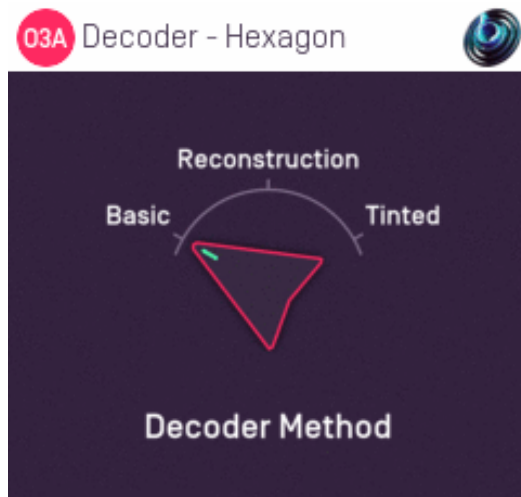 O3A Decoder - Hexagon
Reconstruction
Basic
Tinted
Decoder Method